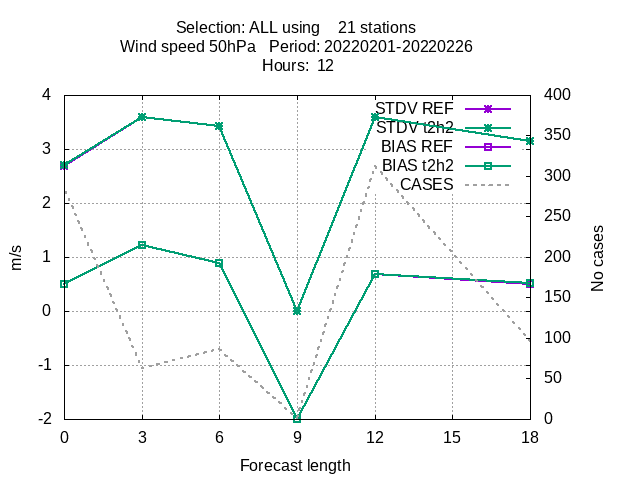 Selection: ALL using    21 stations
Wind speed 50hPa   Period: 20220201-20220226
Hours:  12
4
3
2
1
0
-1
-2
m/s
STDV REF
STDV t2h2
BIAS REF
BIAS t2h2
CASES
400
350
300
250
200
150
100
50
0
No cases
0 3 6 9 12 15 18
Forecast length